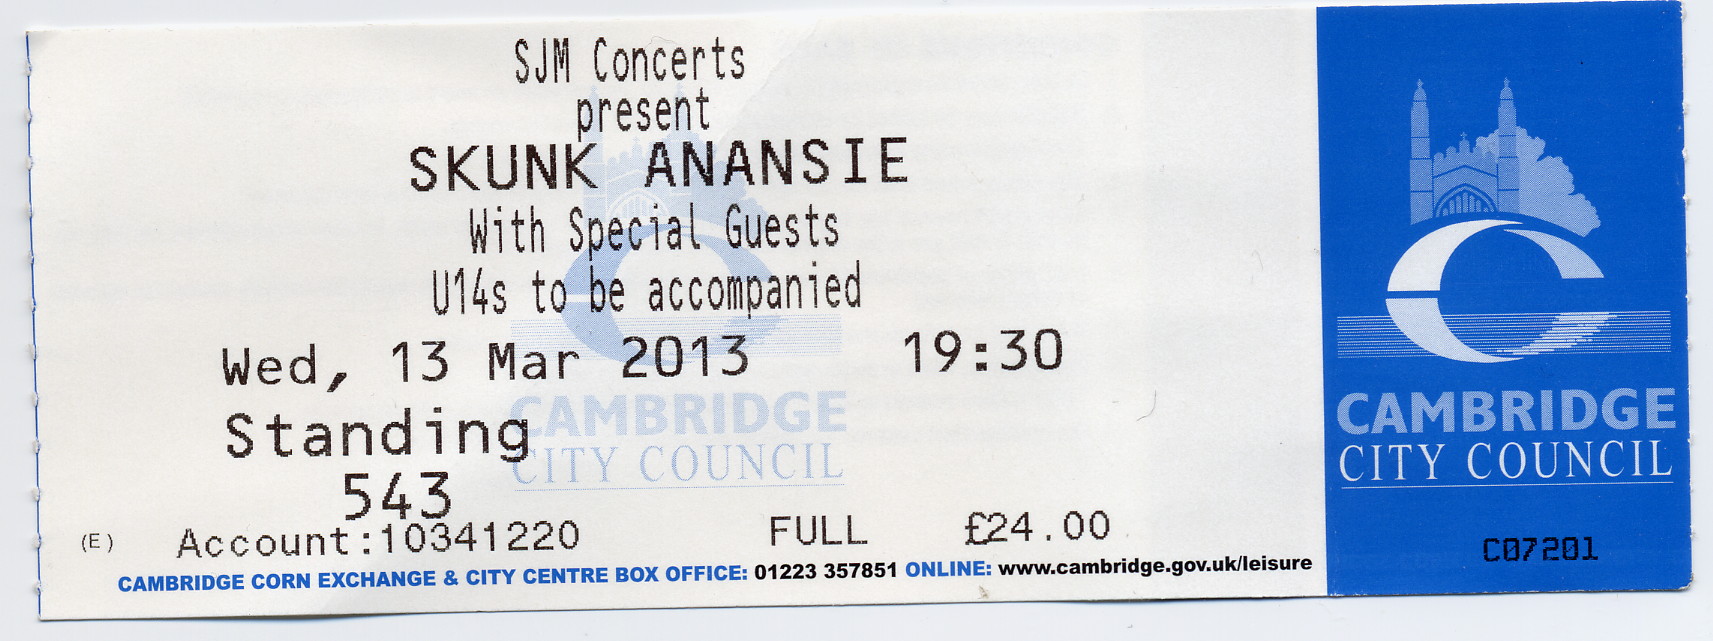 SJM Concerts
present
SKUNK ANANSIE
With Special Guests
U14s to be accompanied
Wed, 13 Mar 2013 19:30
Standing
543
(E) Account:10341220 FULL £24.00
CAMBRIDGE CORN EXCHANGE & CITY CENTRE BOX OFFICE: 01223 357851 ONLINE: www.cambridge.gov.uk/leisure
CAMBRIDGE
CITY COUNCIL
CAMBRIDGE
CITY COUNCIL
C07201